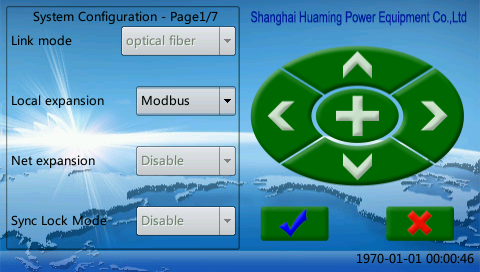 System Configuration - Page1/7
Shanghai Huaming Power Equipment Co.,Ltd
Link mode
optical fiber
Local expansion
Modbus
Net expansion
Disable
Sync Lock Mode
Disable
1970-01-01 00:00:46